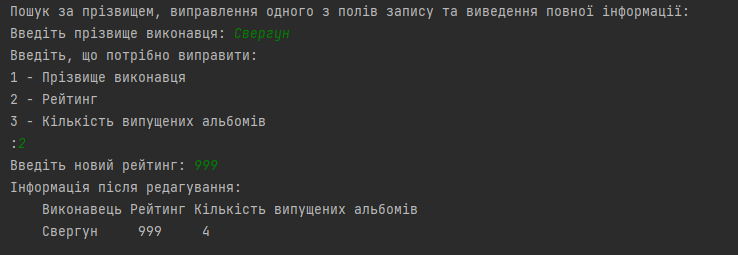 Пошук за прізвищем, виправлення одного з полів запису та виведення повної інформації:
Введіть прізвище виконавця: Свергун
Введіть, що потрібно виправити:
1 - Прізвище виконавця
2 - Рейтинг
3 - Кількість випущених альбомів
:2
Введіть новий рейтинг: 999
Інформація після редагування:
Виконавець Рейтинг Кількість випущених альбомів
Свергун 999 4